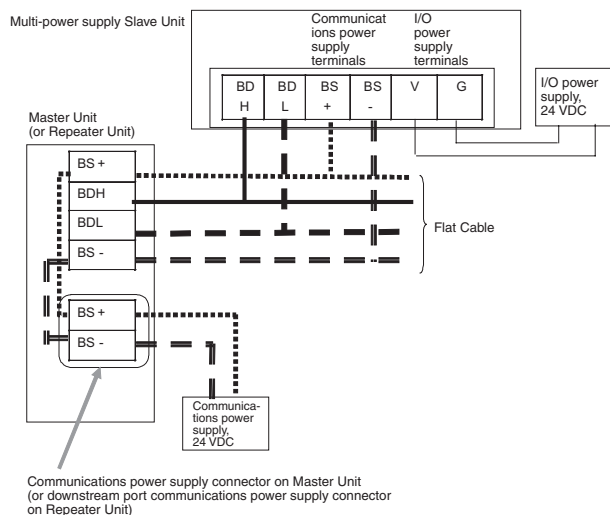 Multi-power supply Slave Unit
Communicat
ions power
supply
terminals
I/O
power
supply
terminals
BD
H
BD
L
BS
+
BS
-
V
G
I/O power
supply,
24 VDC
Master Unit
(or Repeater Unit)
BS +
BDH
BDL
BS -
Flat Cable
BS +
BS -
Communica-
tions power
supply,
24 VDC
Communications power supply connector on Master Unit
(or downstream port communications power supply connector
on Repeater Unit)